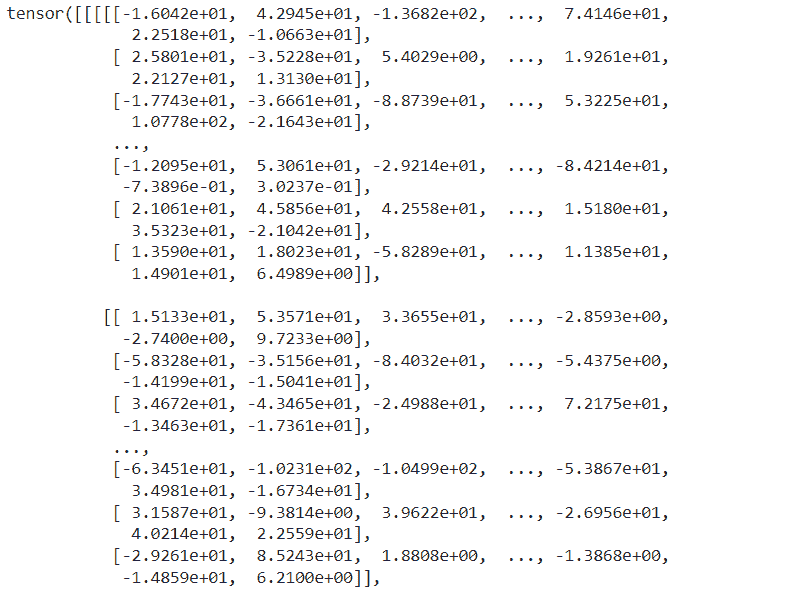 tensor([[[[[-1.6042e+01,  4.2945e+01, -1.3682e+02,  ...,  7.4146e+01,
             2.2518e+01, -1.0663e+01],
           [ 2.5801e+01, -3.5228e+01,  5.4029e+00,  ...,  1.9261e+01,
             2.2127e+01,  1.3130e+01],
           [-1.7743e+01, -3.6661e+01, -8.8739e+01,  ...,  5.3225e+01,
             1.0778e+02, -2.1643e+01],
           ...,
           [-1.2095e+01,  5.3061e+01, -2.9214e+01,  ..., -8.4214e+01,
            -7.3896e-01,  3.0237e-01],
           [ 2.1061e+01,  4.5856e+01,  4.2558e+01,  ...,  1.5180e+01,
             3.5323e+01, -2.1042e+01],
           [ 1.3590e+01,  1.8023e+01, -5.8289e+01,  ...,  1.1385e+01,
             1.4901e+01,  6.4989e+00]],

          [[ 1.5133e+01,  5.3571e+01,  3.3655e+01,  ..., -2.8593e+00,
            -2.7400e+00,  9.7233e+00],
           [-5.8328e+01, -3.5156e+01, -8.4032e+01,  ..., -5.4375e+00,
            -1.4199e+01, -1.5041e+01],
           [ 3.4672e+01, -4.3465e+01, -2.4988e+01,  ...,  7.2175e+01,
            -1.3463e+01, -1.7361e+01],
           ...,
           [-6.3451e+01, -1.0231e+02, -1.0499e+02,  ..., -5.3867e+01,
             3.4981e+01, -1.6734e+01],
           [ 3.1587e+01, -9.3814e+00,  3.9622e+01,  ..., -2.6956e+01,
             4.0214e+01,  2.2559e+01],
           [-2.9261e+01,  8.5243e+01,  1.8808e+00,  ..., -1.3868e+00,
            -1.4859e+01,  6.2100e+00]],